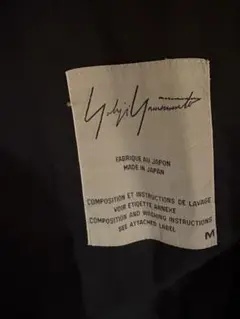 Yohji Yamamoto
FABRIQUE AU JAPON
MADE IN JAPAN
COMPOSITION ET INSTRUCTIONS DE LAVAGE
VOIR ETIQUETTE ANNEXE
COMPOSITION AND WASHING INSTRUCTIONS
SEE ATTACHED LABEL
M